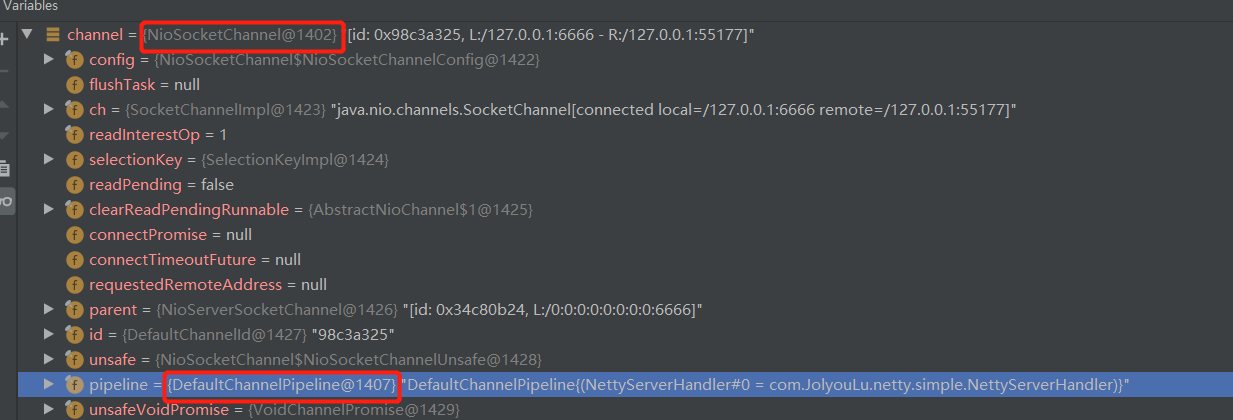 Variables
channel = {NioSocketChannel@1402} "[id: 0x98c3a325, L:/127.0.0.1:6666 - R:/127.0.0.1:55177]"
config = {NioSocketChannel$NioSocketChannelConfig@1422}
flushTask = null
ch = {SocketChannelImpl@1423} "java.nio.channels.SocketChannel[connected local=/127.0.0.1:6666 remote=/127.0.0.1:55177]"
readInterestOp = 1
selectionKey = {SelectionKeyImpl@1424}
readPending = false
clearReadPendingRunnable = {AbstractNioChannel$1@1425}
connectPromise = null
connectTimeoutFuture = null
requestedRemoteAddress = null
parent = {NioServerSocketChannel@1426} "[id: 0x34c80b24, L:/0:0:0:0:0:0:0:0:6666]"
id = {DefaultChannelId@1427} "98c3a325"
unsafe = {NioSocketChannel$NioSocketChannelUnsafe@1428}
pipeline = {DefaultChannelPipeline@1407} "DefaultChannelPipeline{(NettyServerHandler#0 = com.JolyouLu.netty.simple.NettyServerHandler)}"
unsafeVoidPromise = {VoidChannelPromise@1429}